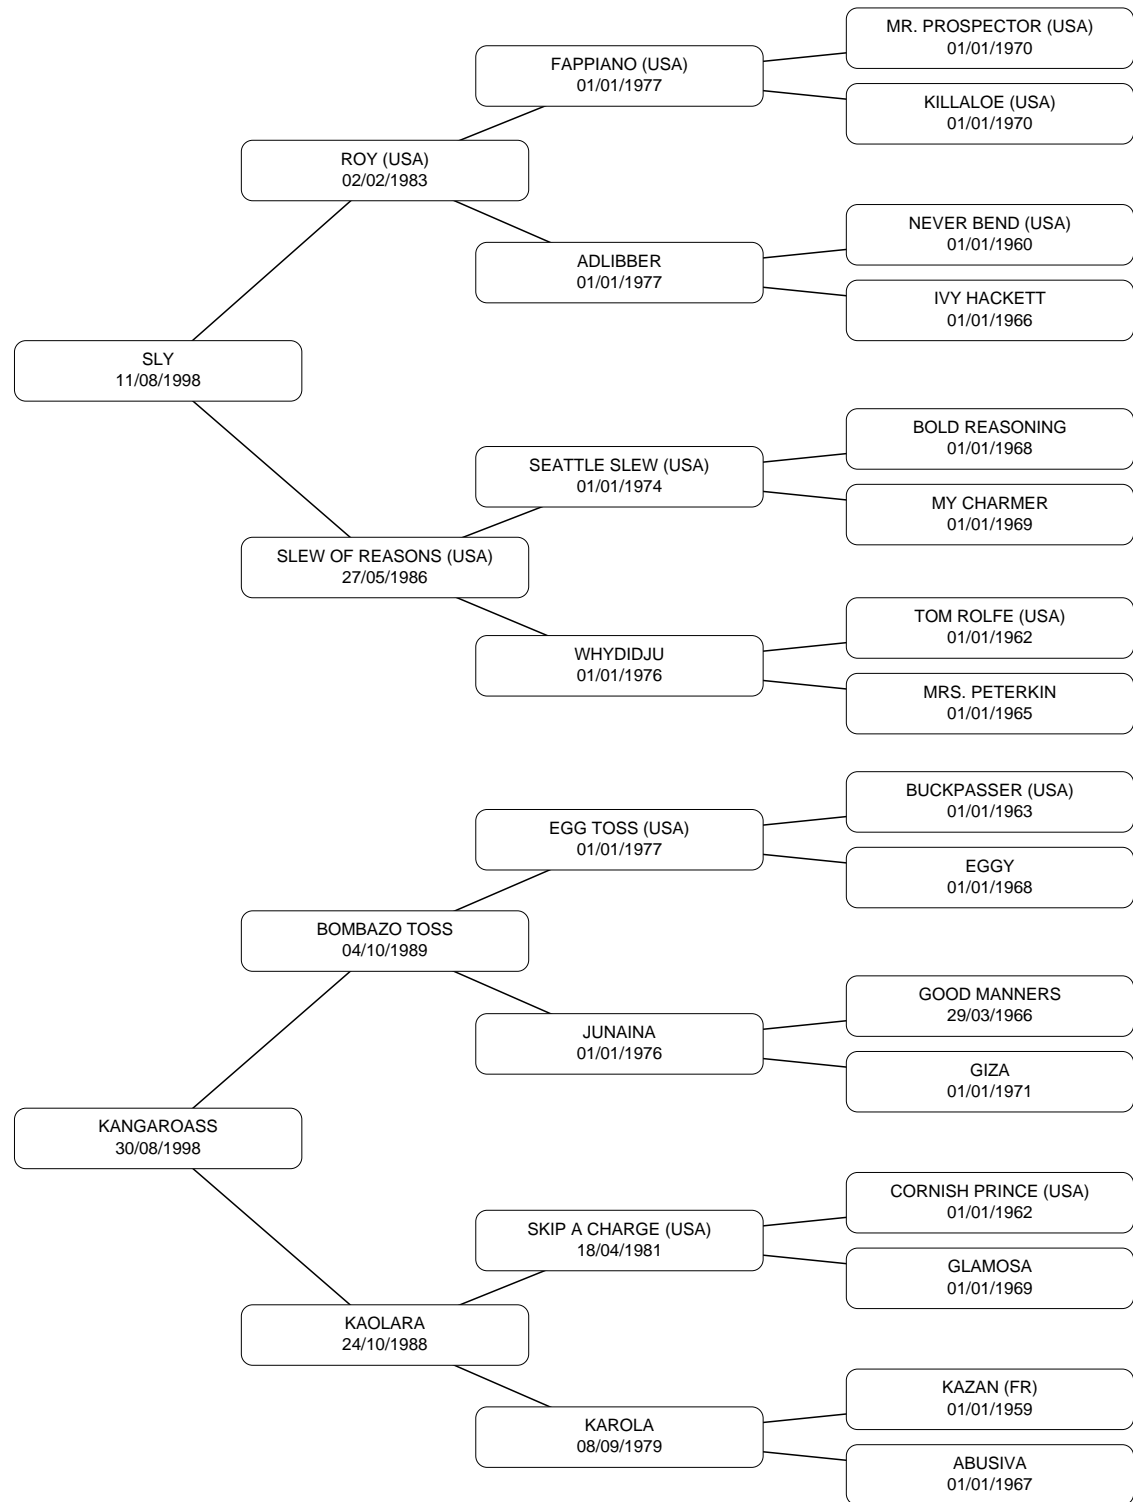 MR. PROSPECTOR (USA)
01/01/1970
FAPPIANO (USA)
01/01/1977
KILLALOE (USA)
01/01/1970
ROY (USA)
02/02/1983
NEVER BEND (USA)
01/01/1960
ADLIBBER
01/01/1977
IVY HACKETT
01/01/1966
SLY
11/08/1998
BOLD REASONING
01/01/1968
SEATTLE SLEW (USA)
01/01/1974
MY CHARMER
01/01/1969
SLEW OF REASONS (USA)
27/05/1986
TOM ROLFE (USA)
01/01/1962
WHYDIDJU
01/01/1976
MRS. PETERKIN
01/01/1965
BUCKPASSER (USA)
01/01/1963
EGG TOSS (USA)
01/01/1977
EGGY
01/01/1968
BOMBAZO TOSS
04/10/1989
GOOD MANNERS
29/03/1966
JUNAINA
01/01/1976
GIZA
01/01/1971
KANGAROASS
30/08/1998
CORNISH PRINCE (USA)
01/01/1962
SKIP A CHARGE (USA)
18/04/1981
GLAMOSA
01/01/1969
KAOLARA
24/10/1988
KAZAN (FR)
01/01/1959
KAROLA
08/09/1979
ABUSIVA
01/01/1967